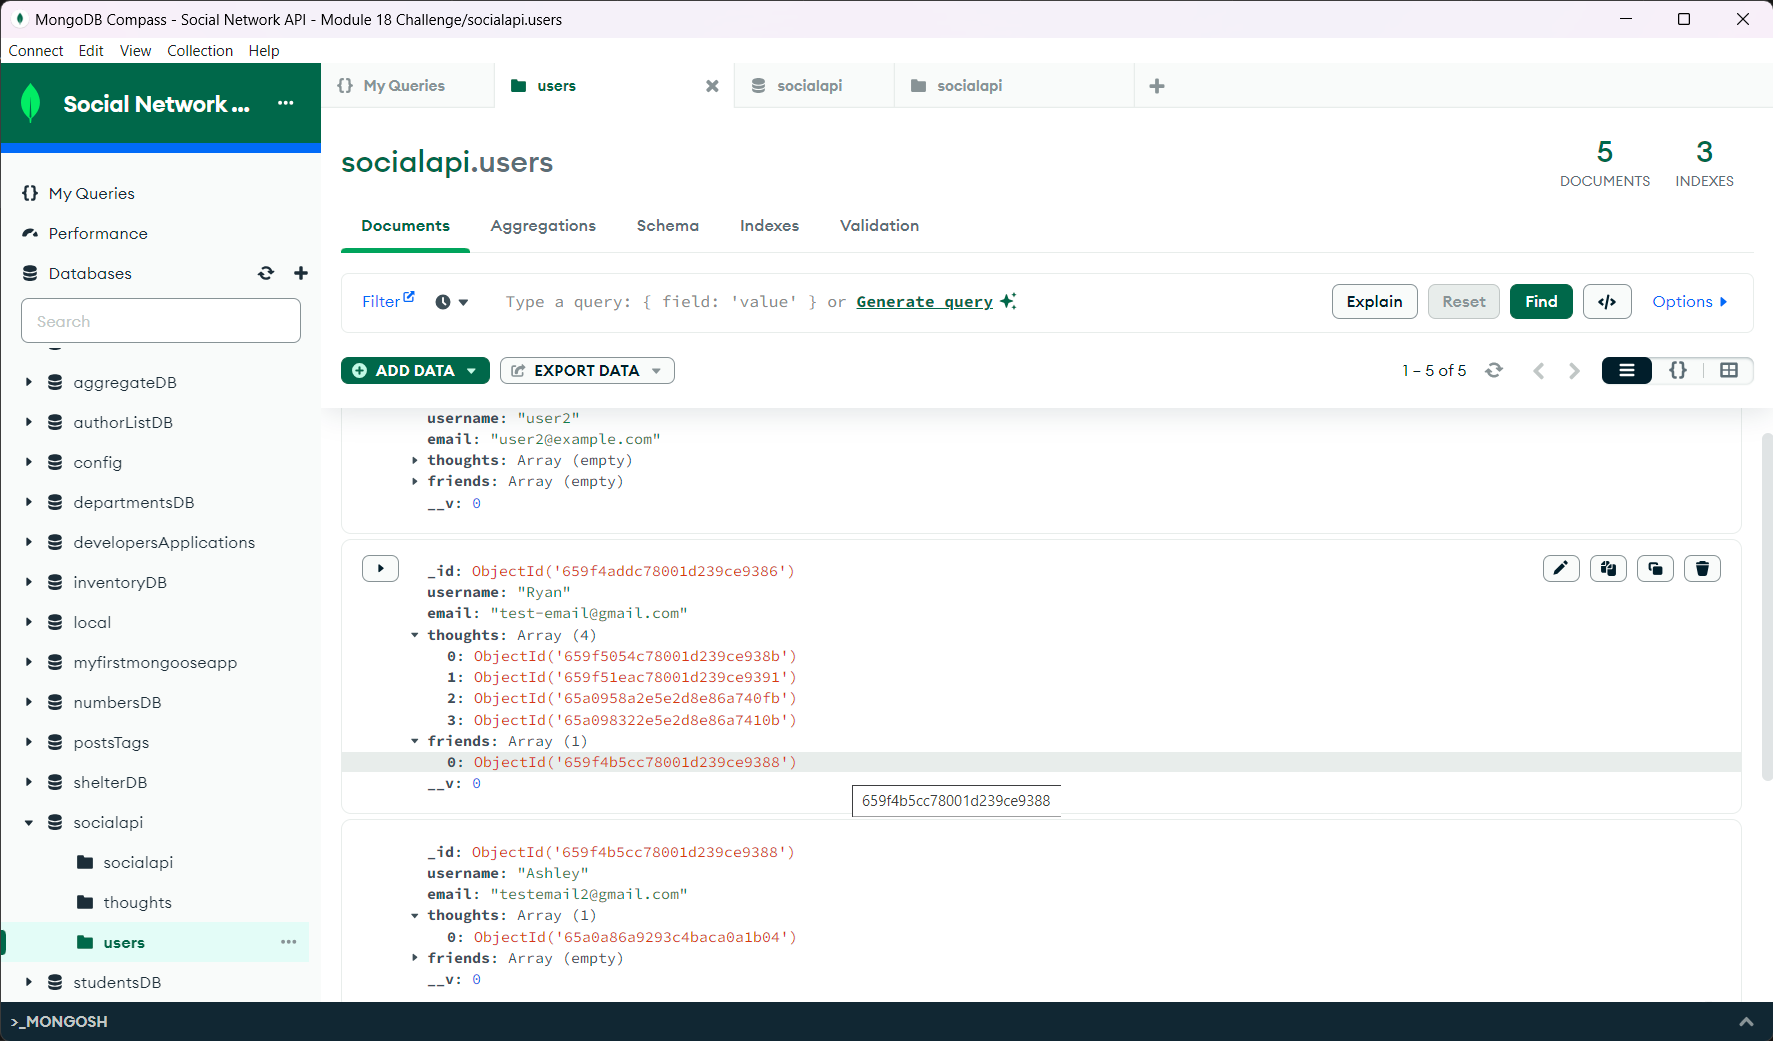 MongoDB Compass - Social Network API - Module 18 Challenge/socialapi.users
Connect Edit View Collection Help
Social Network ...
My Queries
users
socialapi
socialapi
My Queries
Performance
Databases
Search
aggregateDB
authorListDB
config
departmentsDB
developersApplications
inventoryDB
local
myfirstmongooseapp
numbersDB
postsTags
shelterDB
socialapi
socialapi
thoughts
users
studentsDB
socialapi.users
5
DOCUMENTS
3
INDEXES
Documents Aggregations Schema Indexes Validation
Filter Type a query: { field: 'value' } or Generate query Explain Reset Find </> Options
ADD DATA EXPORT DATA 1 – 5 of 5 {}
username: "user2"
email: "user2@example.com"
thoughts: Array (empty)
friends: Array (empty)
__v: 0
_id: ObjectId('659f4addc78001d239ce9386')
username: "Ryan"
email: "test-email@gmail.com"
thoughts: Array (4)
0: ObjectId('659f5054c78001d239ce938b')
1: ObjectId('659f51eac78001d239ce9391')
2: ObjectId('65a0958a2e5e2d8e86a740fb')
3: ObjectId('65a098322e5e2d8e86a7410b')
friends: Array (1)
0: ObjectId('659f4b5cc78001d239ce9388')
__v: 0
659f4b5cc78001d239ce9388
_id: ObjectId('659f4b5cc78001d239ce9388')
username: "Ashley"
email: "testemail2@gmail.com"
thoughts: Array (1)
0: ObjectId('65a0a86a9293c4baca0a1b04')
friends: Array (empty)
__v: 0
>_MONGOSH